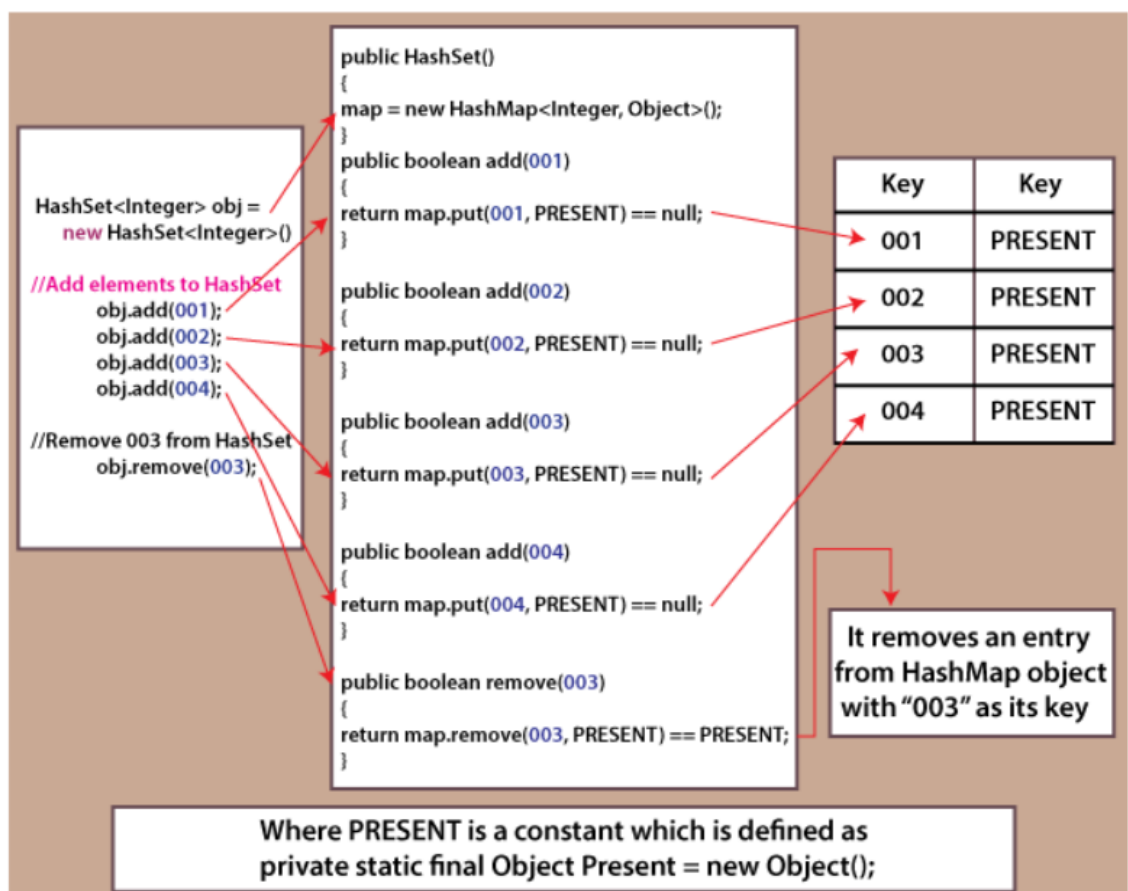 HashSet<Integer> obj =
new HashSet<Integer>()
//Add elements to HashSet
obj.add(001);
obj.add(002);
obj.add(003);
obj.add(004);
//Remove 003 from HashSet
obj.remove(003);
public HashSet()
{
map = new HashMap<Integer, Object>();
}
public boolean add(001)
{
return map.put(001, PRESENT) == null;
}
public boolean add(002)
{
return map.put(002, PRESENT) == null;
}
public boolean add(003)
{
return map.put(003, PRESENT) == null;
}
public boolean add(004)
{
return map.put(004, PRESENT) == null;
}
public boolean remove(003)
{
return map.remove(003, PRESENT) == PRESENT;
}
Key Key
001 PRESENT
002 PRESENT
003 PRESENT
004 PRESENT
It removes an entry
from HashMap object
with “003” as its key
Where PRESENT is a constant which is defined as
private static final Object Present = new Object();